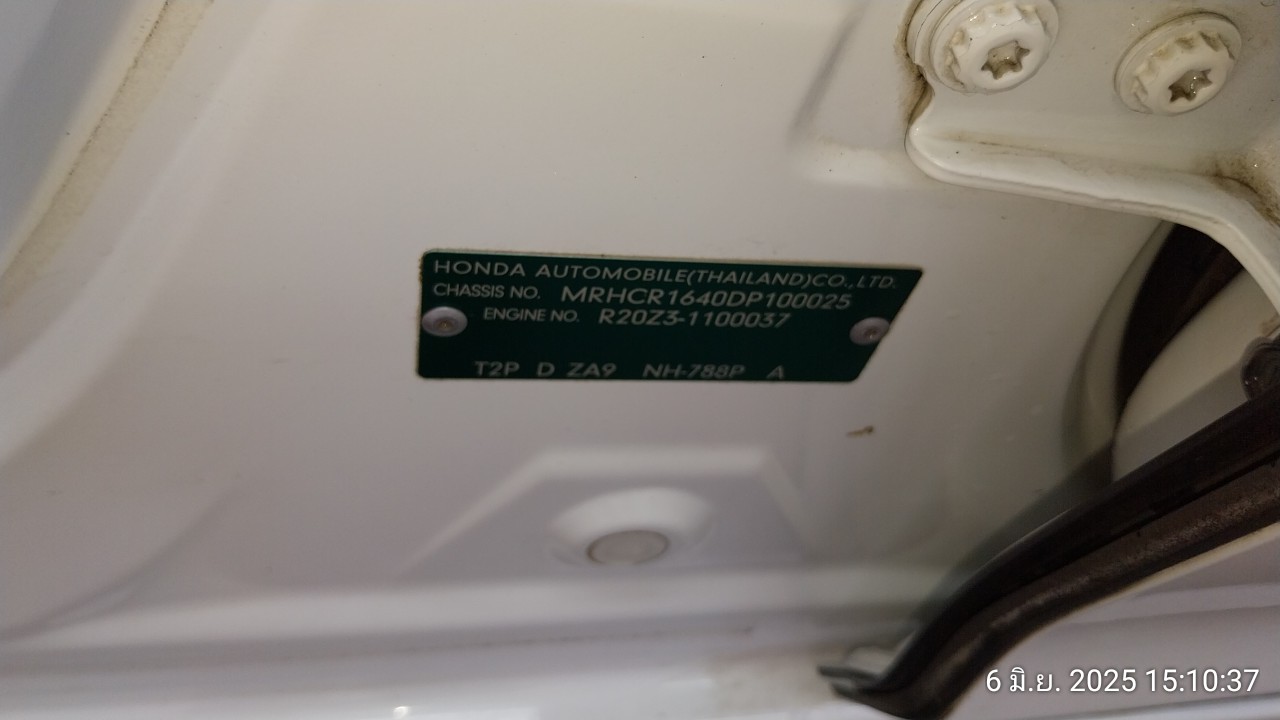 HONDA AUTOMOBILE(THAILAND)CO.,LTD.
CHASSIS NO. MRHCR1640DP100025
ENGINE NO. R20Z3-1100037
T2P D ZA9 NH-788P A
6 มิ.ย. 2025 15:10:37